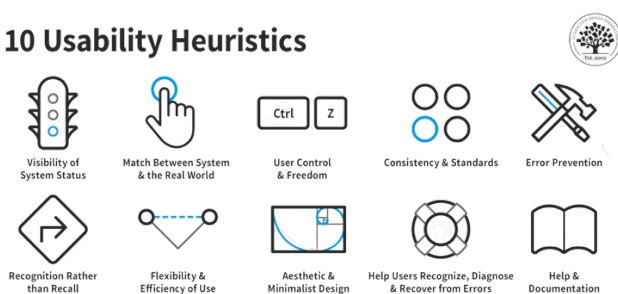 10 Usability Heuristics
Est. 2002
Ctrl
Z
Visibility of
System Status
Match Between System
& the Real World
User Control
& Freedom
Consistency & Standards
Error Prevention
Recognition Rather
than Recall
Flexibility &
Efficiency of Use
Aesthetic &
Minimalist Design
Help Users Recognize, Diagnose
& Recover from Errors
Help &
Documentation